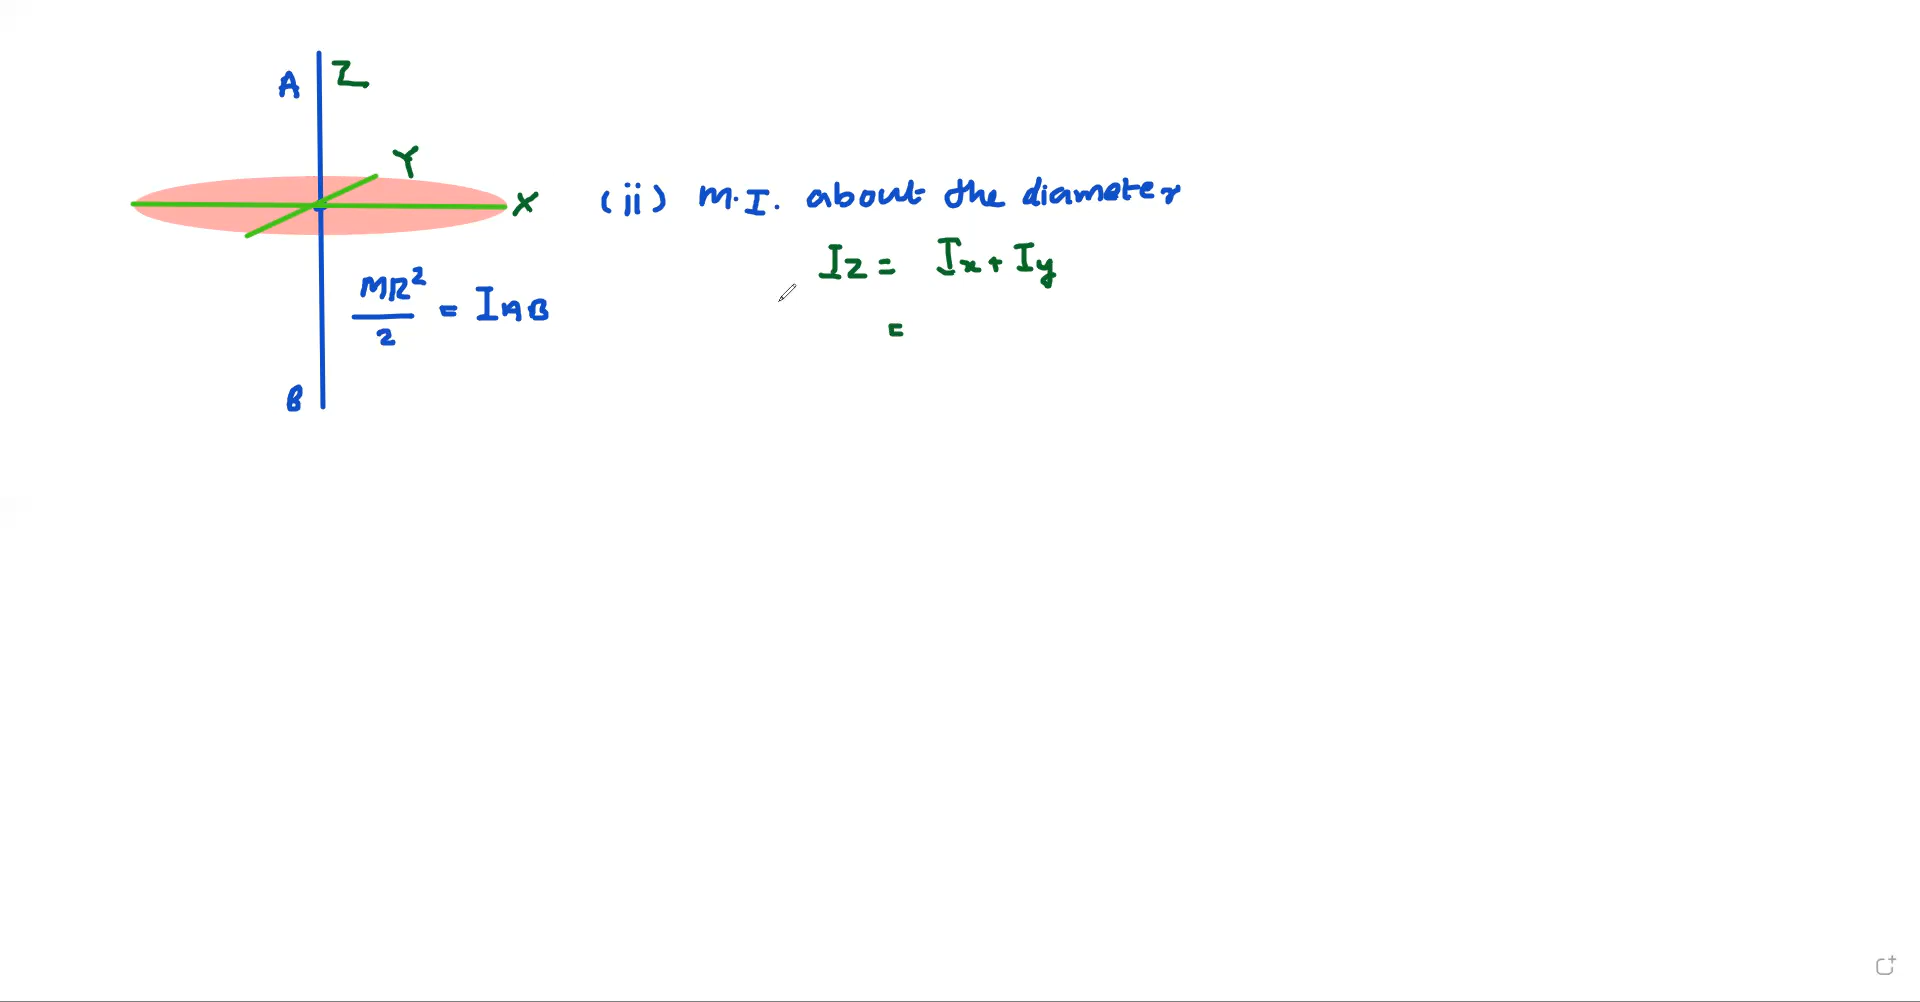 A Z
Y
X
(ii) M.I. about the diameter
Iz = Ix + Iy
MR²/2 = IAB
=
B